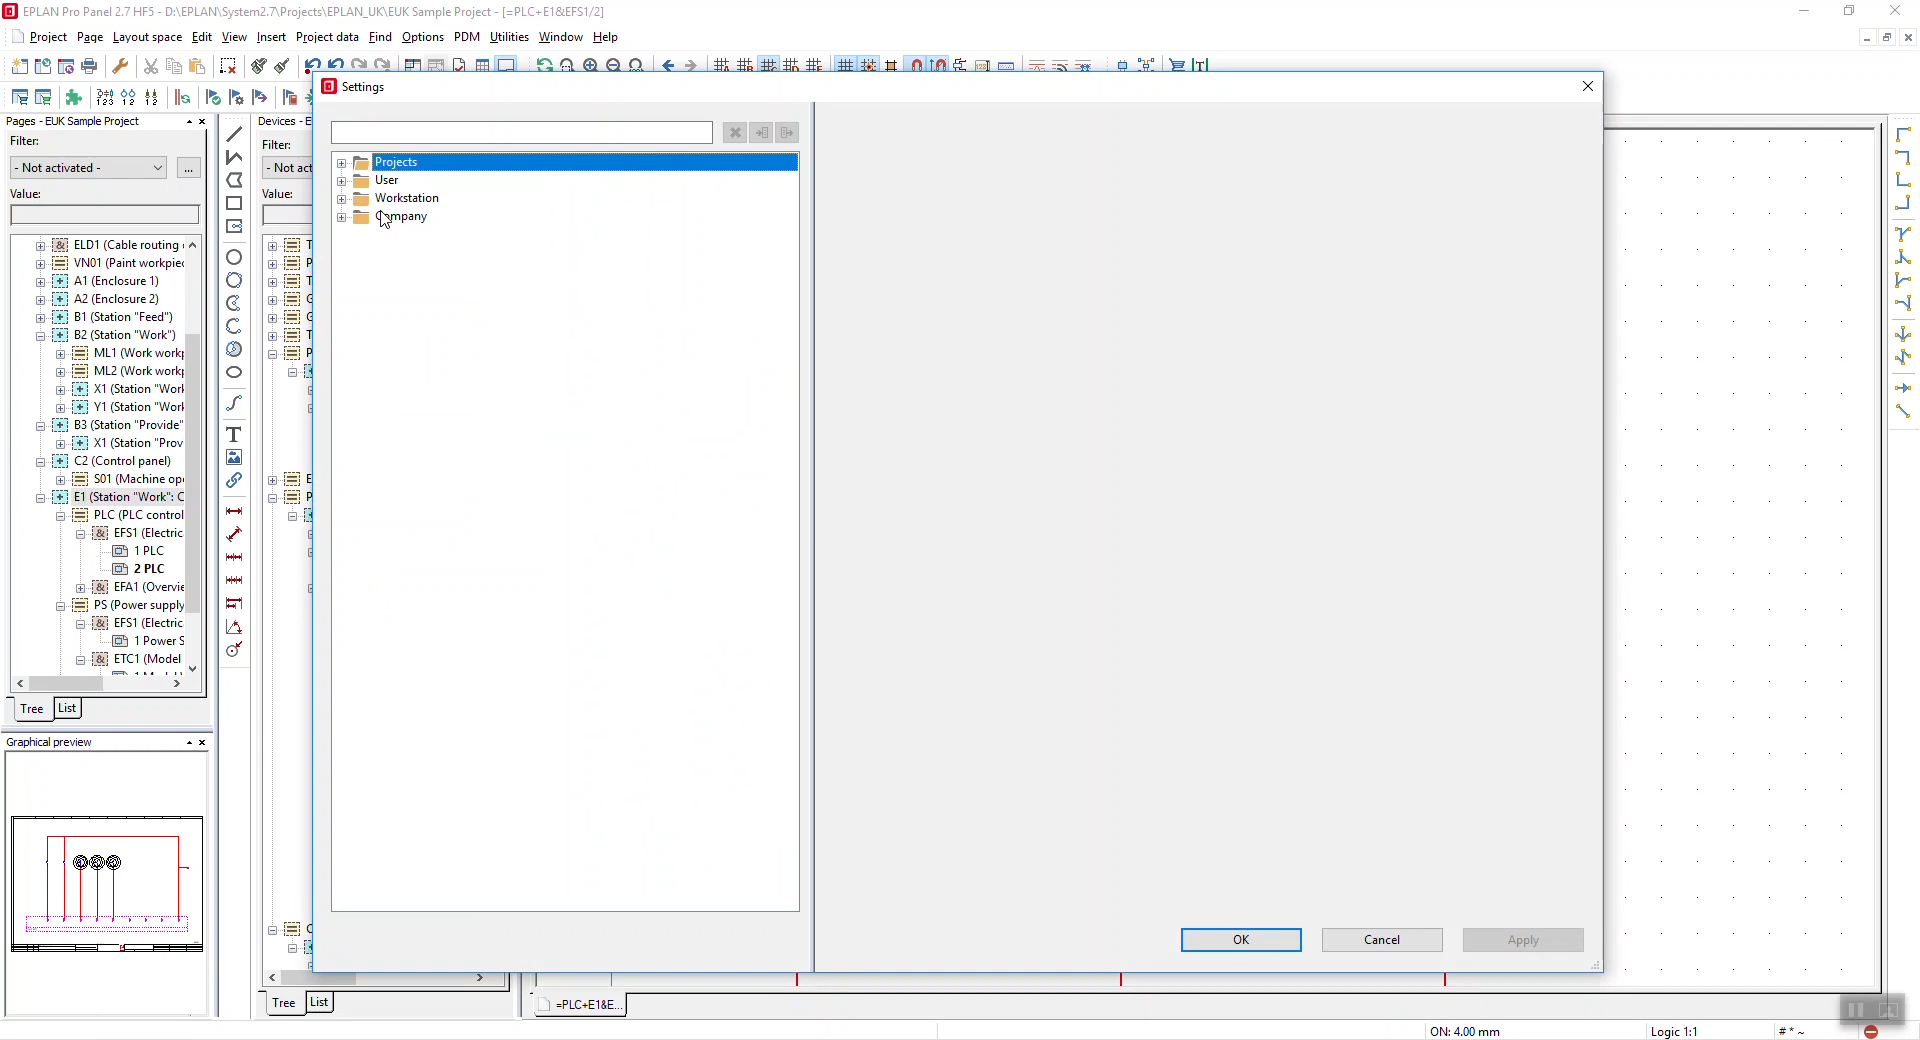 EPLAN Pro Panel 2.7 HF5 - D:\EPLAN\System2.7\Projects\EPLAN_UK\EUK Sample Project - [=PLC+E1&EFS1/2]
Project Page Layout space Edit View Insert Project data Find Options PDM Utilities Window Help
Settings
Pages - EUK Sample Project
Filter:
- Not activated -
...
Value:
ELD1 (Cable routing
VN01 (Paint workpiec
A1 (Enclosure 1)
A2 (Enclosure 2)
B1 (Station "Feed")
B2 (Station "Work")
ML1 (Work workp
ML2 (Work workp
X1 (Station "Work
Y1 (Station "Work
B3 (Station "Provide"
X1 (Station "Prov
C2 (Control panel)
S01 (Machine ope
E1 (Station "Work": C
PLC (PLC control
EFS1 (Electric
1 PLC
2 PLC
EFA1 (Overvie
PS (Power supply
EFS1 (Electric
1 Power S
ETC1 (Model
Tree List
Graphical preview
Devices - E
Filter:
- Not act
Value:
Tree List
Projects
User
Workstation
Company
OK Cancel Apply
=PLC+E1&E...
ON: 4.00 mm
Logic 1:1
# * ~